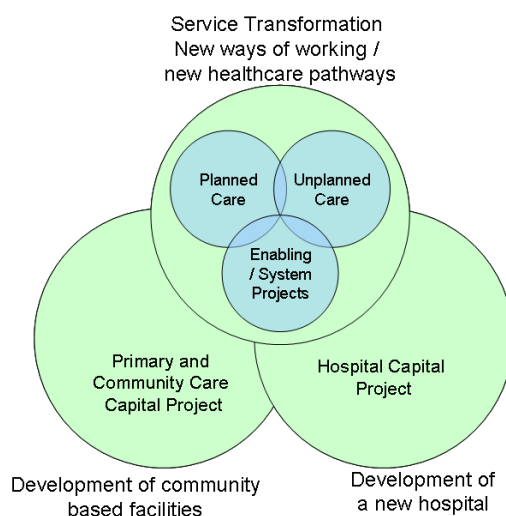 Service Transformation
New ways of working /
new healthcare pathways
Planned
Care
Unplanned
Care
Enabling
/ System
Projects
Primary and
Community Care
Capital Project
Hospital Capital
Project
Development of community
based facilities
Development of
a new hospital